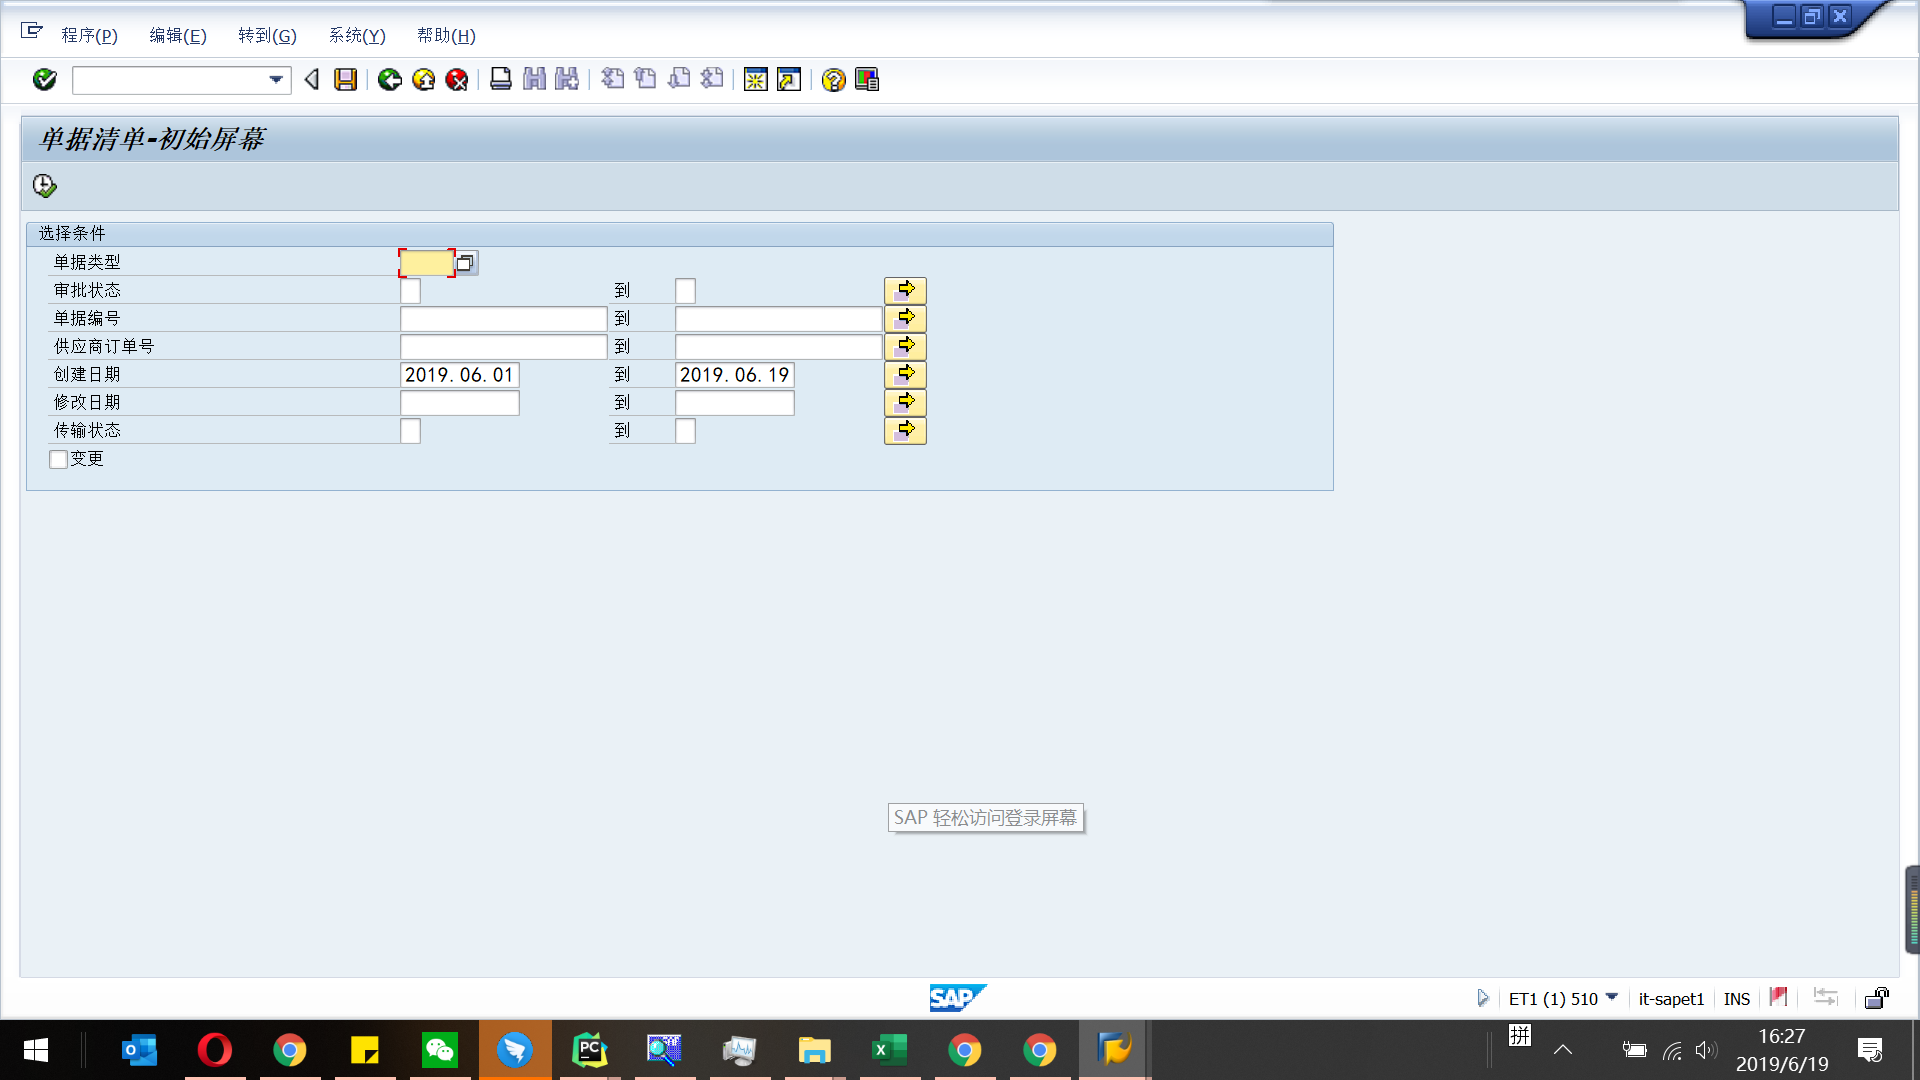 程序(P) 编辑(E) 转到(G) 系统(Y) 帮助(H)
单据清单-初始屏幕
选择条件
单据类型
审批状态 到
单据编号 到
供应商订单号 到
创建日期 2019.06.01 到 2019.06.19
修改日期 到
传输状态 到
变更
SAP 轻松访问登录屏幕
SAP ET1 (1) 510 it-sapet1 INS
拼
16:27
2019/6/19